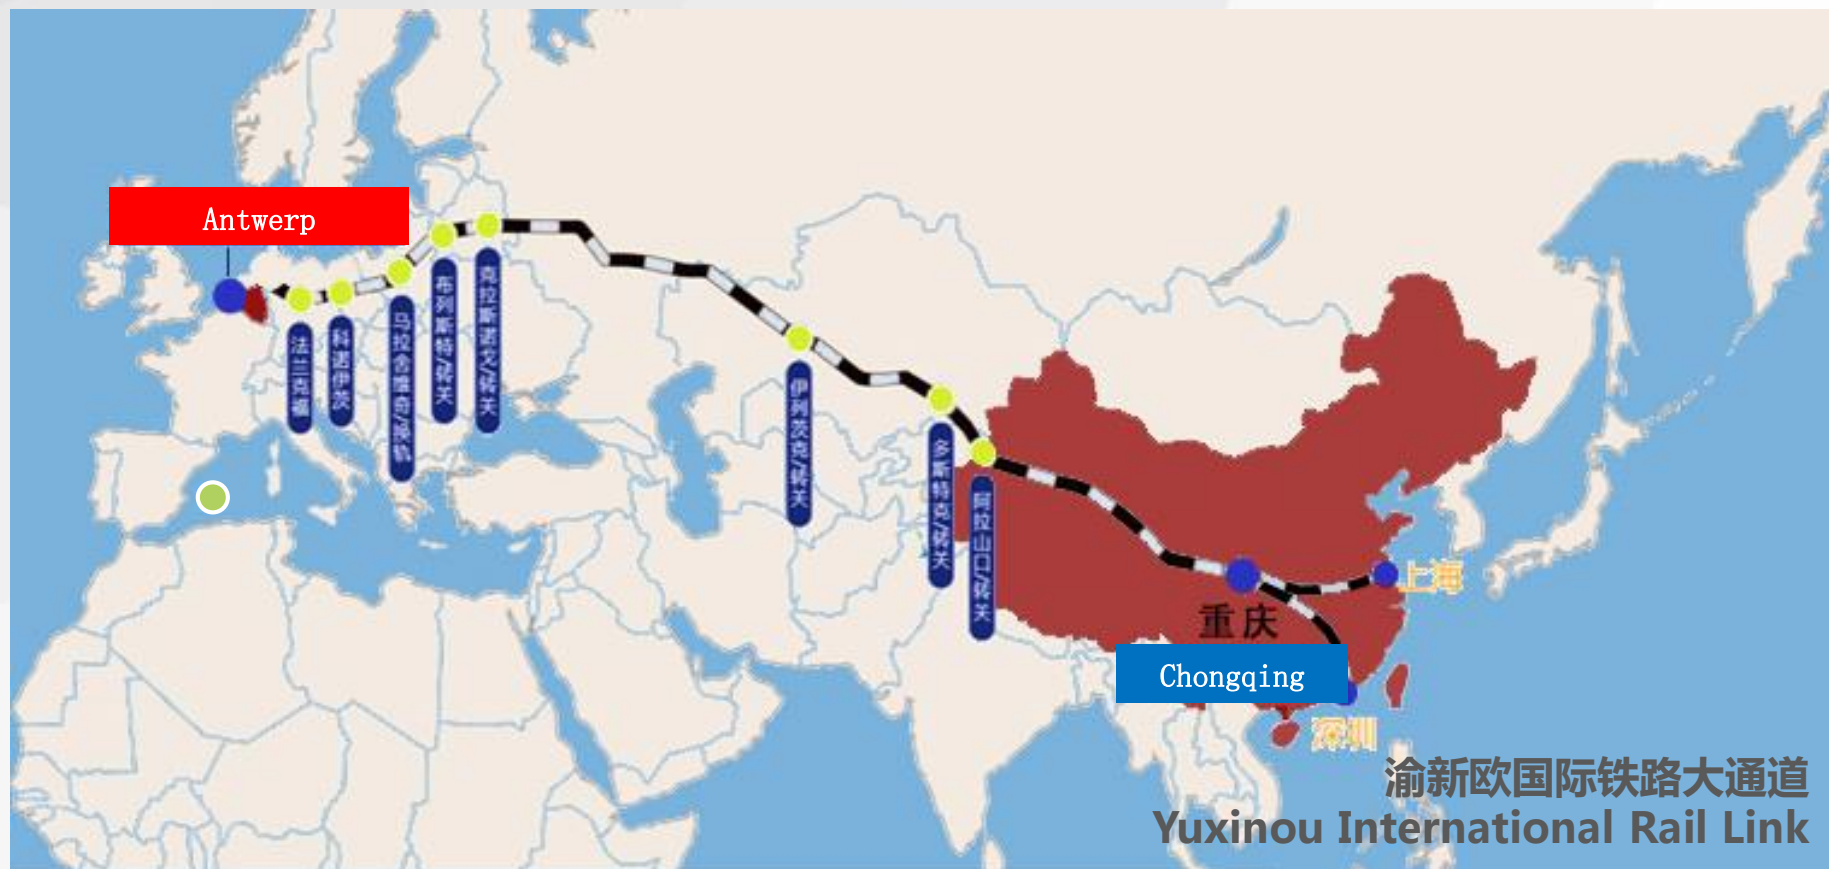 Antwerp
法兰克福
科诺伊茨
马拉舍维奇/换轨
布列斯特/转关
克拉斯诺戈/转关
伊列茨克/转关
多斯特克/转关
阿拉山口/转关
重庆
上海
Chongqing
深圳
渝新欧国际铁路大通道
Yuxinou International Rail Link